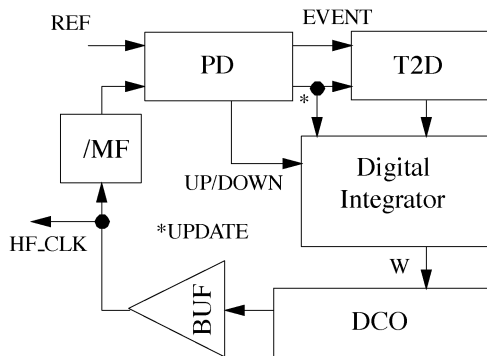 EVENT
REF
PD
T2D
*
/MF
Digital
Integrator
UP/DOWN
*UPDATE
HF_CLK
W
BUF
DCO